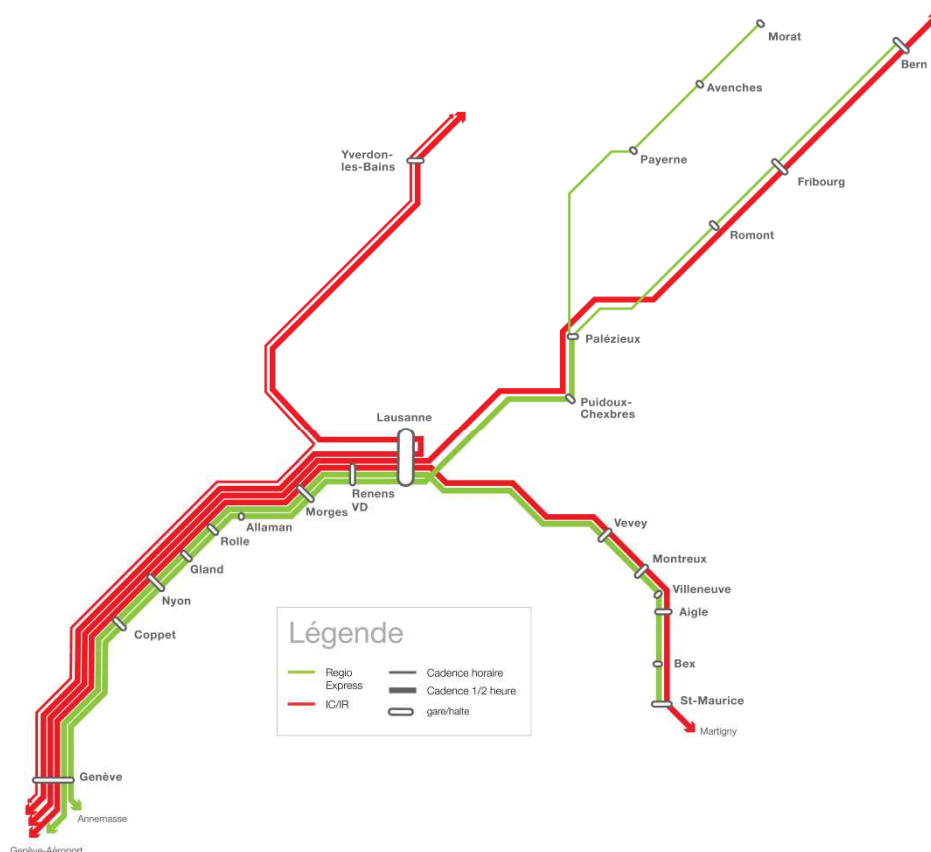 Morat
Bern
Avenches
Yverdon-
les-Bains
Payerne
Fribourg
Romont
Palézieux
Puidoux-
Chexbres
Lausanne
Renens
VD
Morges
Allaman
Rolle
Gland
Nyon
Coppet
Vevey
Montreux
Villeneuve
Aigle
Bex
St-Maurice
Martigny
Légende
Regio
Express
IC/IR
Cadence horaire
Cadence 1/2 heure
gare/halte
Genève
Annemasse
Genève-Aéroport